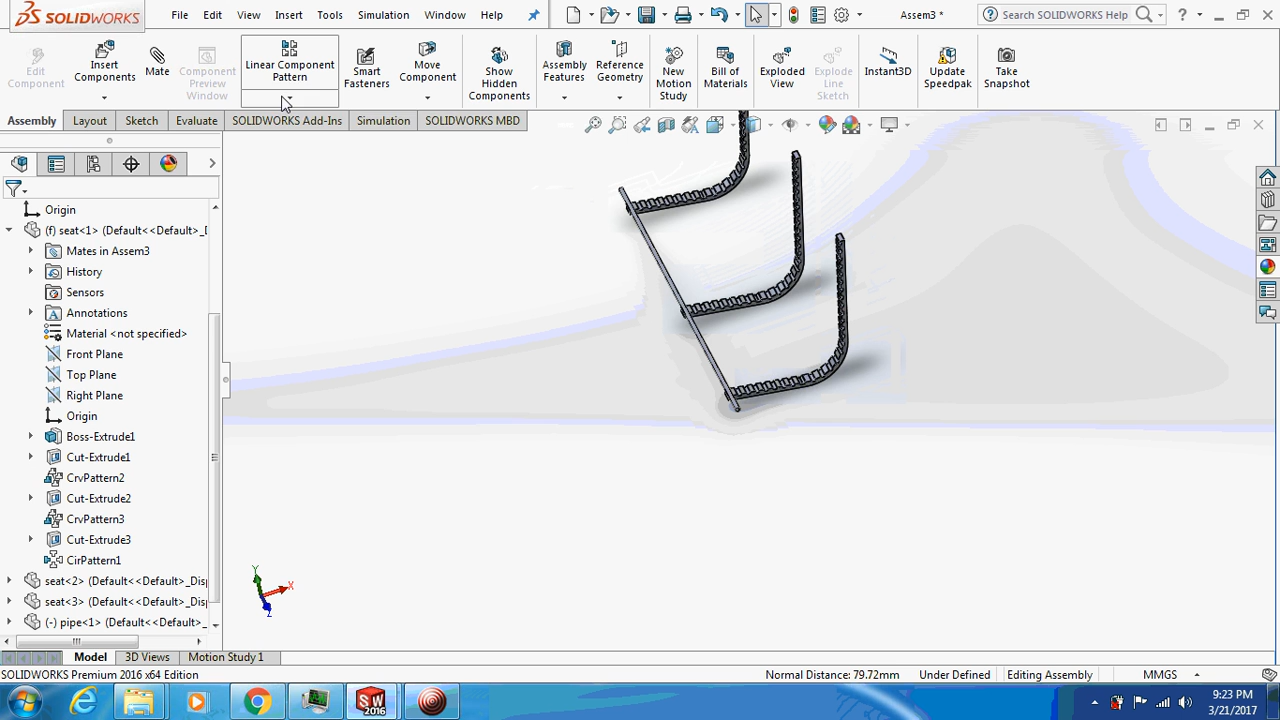 SOLIDWORKS
File
Edit
View
Insert
Tools
Simulation
Window
Help
Assem3 *
Search SOLIDWORKS Help
Edit
Component
Insert
Components
Mate
Component
Preview
Window
Linear Component
Pattern
Smart
Fasteners
Move
Component
Show
Hidden
Components
Assembly
Features
Reference
Geometry
New
Motion
Study
Bill of
Materials
Exploded
View
Explode
Line
Sketch
Instant3D
Update
Speedpak
Take
Snapshot
Assembly
Layout
Sketch
Evaluate
SOLIDWORKS Add-Ins
Simulation
SOLIDWORKS MBD
Origin
(f) seat<1> (Default<<Default>_D
Mates in Assem3
History
Sensors
Annotations
Material <not specified>
Front Plane
Top Plane
Right Plane
Origin
Boss-Extrude1
Cut-Extrude1
CrvPattern2
Cut-Extrude2
CrvPattern3
Cut-Extrude3
CirPattern1
seat<2> (Default<<Default>_Disp
seat<3> (Default<<Default>_Disp
(-) pipe<1> (Default<<Default>_
Y
X
Z
Model
3D Views
Motion Study 1
SOLIDWORKS Premium 2016 x64 Edition
Normal Distance: 79.72mm
Under Defined
Editing Assembly
MMGS
SW
2016
9:23 PM
3/21/2017